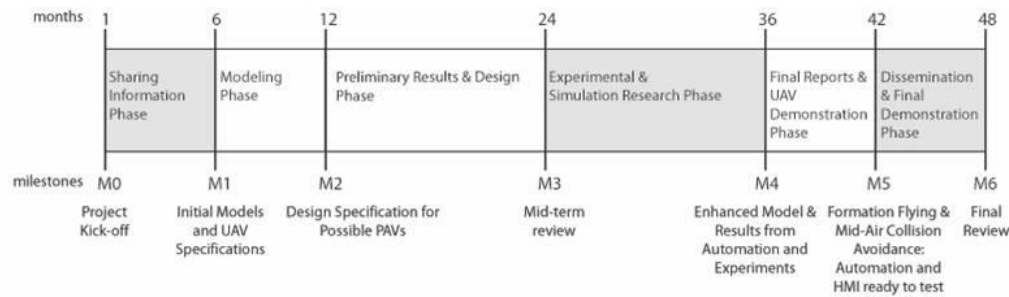 months 1 6 12 24 36 42 48
Sharing
Information
Phase
Modeling
Phase
Preliminary Results & Design
Phase
Experimental &
Simulation Research Phase
Final Reports &
UAV
Demonstration
Phase
Dissemination
& Final
Demonstration
Phase
milestones M0 M1 M2 M3 M4 M5 M6
Project
Kick-off
Initial Models
and UAV
Specifications
Design Specification for
Possible PAVs
Mid-term
review
Enhanced Model &
Results from
Automation and
Experiments
Formation Flying &
Mid-Air Collision
Avoidance:
Automation and
HMI ready to test
Final
Review